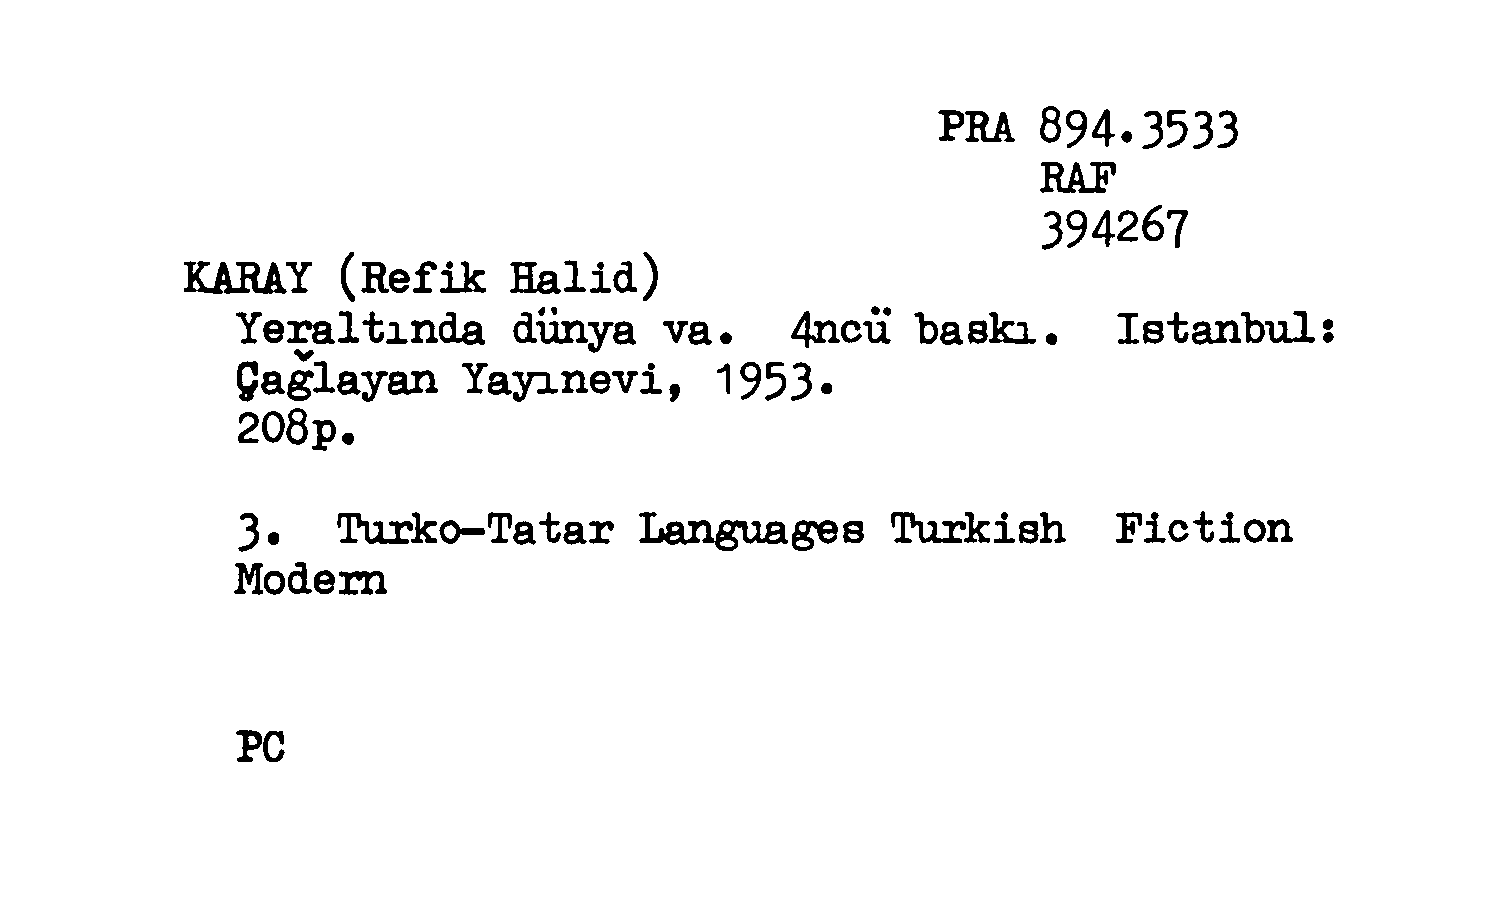 PRA 894.3533
RAF
394267
KARAY (Refik Halid)
Yeraltında dünya va. 4ncü baskı. Istanbul:
Çağlayan Yayınevi, 1953.
208p.
3. Turko-Tatar Languages Turkish Fiction
Modern
PC